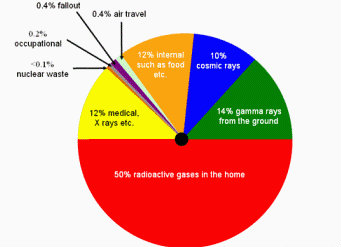 0.4% fallout
0.4% air travel
0.2%
occupational
<0.1%
nuclear waste
12% internal
such as food
etc.
10%
cosmic rays
12% medical,
X rays etc.
14% gamma rays
from the ground
50% radioactive gases in the home